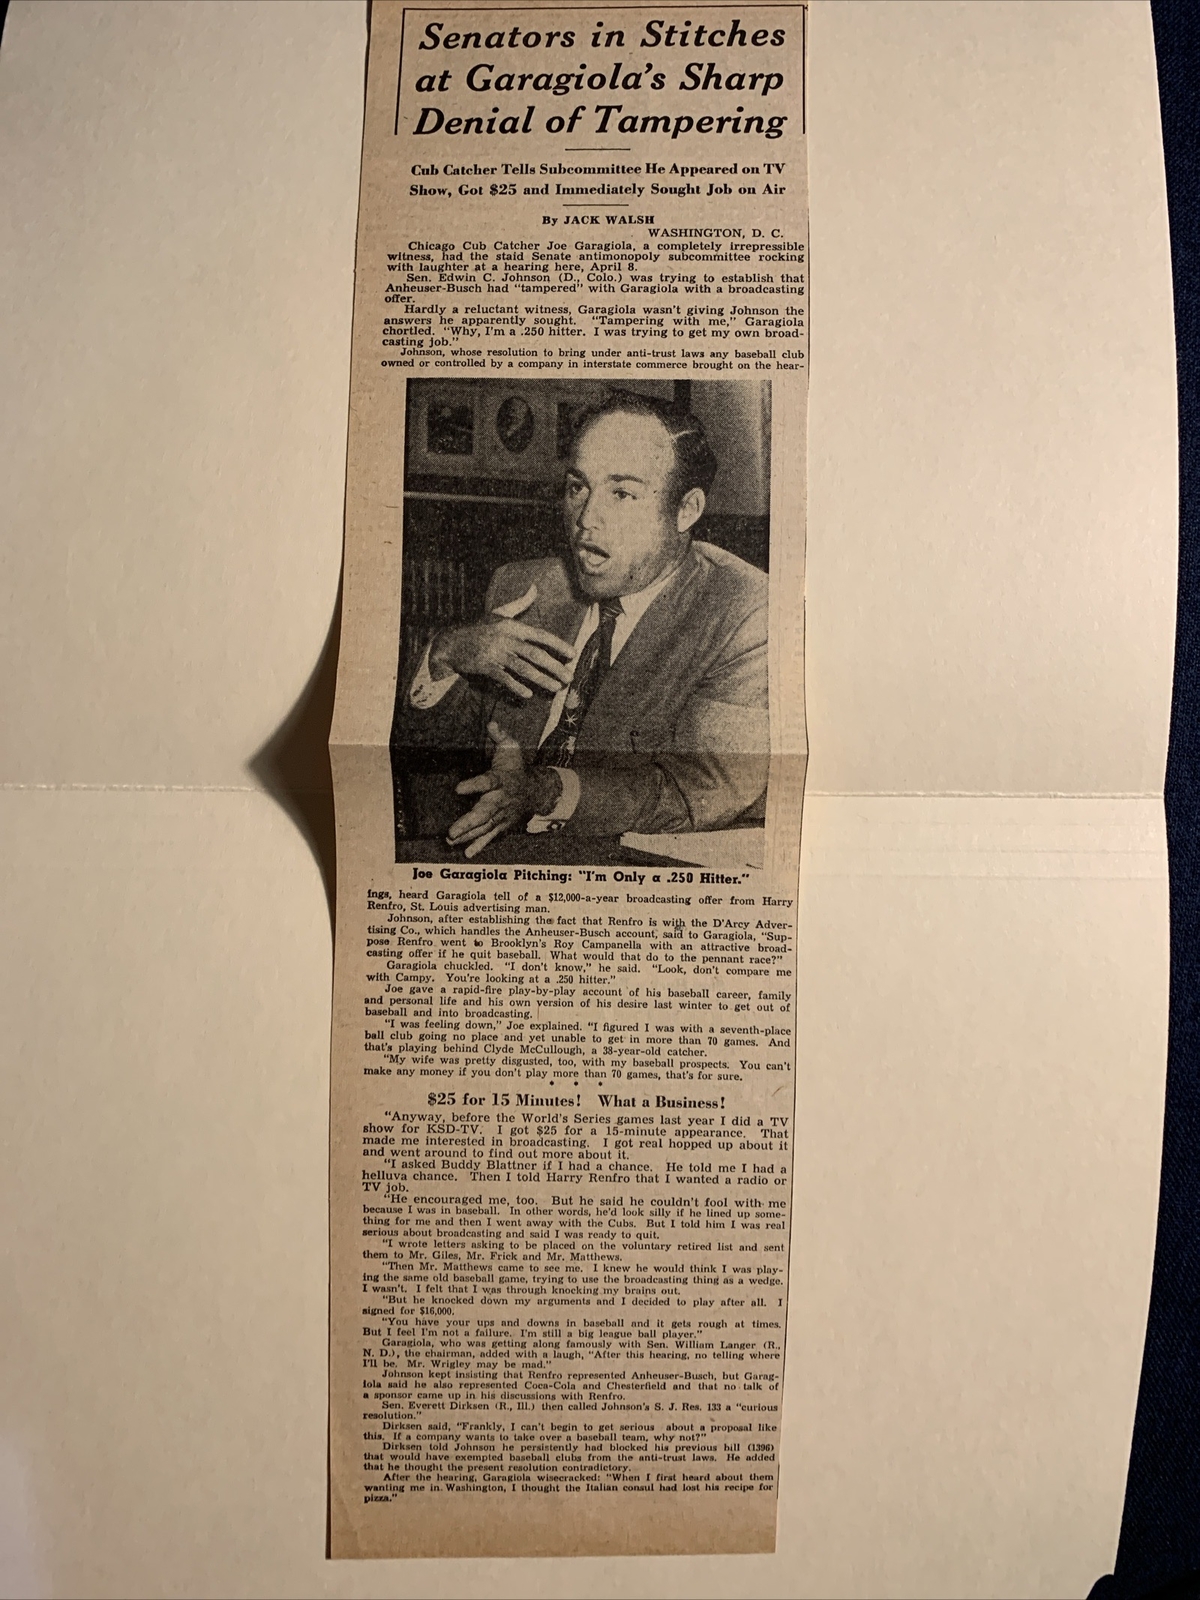 Senators in Stitches
at Garagiola's Sharp
Denial of Tampering
Cub Catcher Tells Subcommittee He Appeared on TV
Show, Got $25 and Immediately Sought Job on Air
By JACK WALSH
WASHINGTON, D. C.
Chicago Cub Catcher Joe Garagiola, a completely irrepressible
witness, had the staid Senate antimonopoly subcommittee rocking
with laughter at a hearing here, April 8.
Sen. Edwin C. Johnson (D., Colo.) was trying to establish that
Anheuser-Busch had "tampered" with Garagiola with a broadcasting
offer.
Hardly a reluctant witness, Garagiola wasn't giving Johnson the
answers he apparently sought. "Tampering with me," Garagiola
chortled. "Why, I'm a .250 hitter. I was trying to get my own broad-
casting job."
Johnson, whose resolution to bring under anti-trust laws any baseball club
owned or controlled by a company in interstate commerce brought on the hear-
Joe Garagiola Pitching: "I'm Only a .250 Hitter."
ings, heard Garagiola tell of a $12,000-a-year broadcasting offer from Harry
Renfro, St. Louis advertising man.
Johnson, after establishing the fact that Renfro is with the D'Arcy Adver-
tising Co., which handles the Anheuser-Busch account, said to Garagiola, "Sup-
pose Renfro went to Brooklyn's Roy Campanella with an attractive broad-
casting offer if he quit baseball. What would that do to the pennant race?"
Garagiola chuckled. "I don't know," he said. "Look, don't compare me
with Campy. You're looking at a .250 hitter."
Joe gave a rapid-fire play-by-play account of his baseball career, family
and personal life and his own version of his desire last winter to get out of
baseball and into broadcasting.
"I was feeling down," Joe explained. "I figured I was with a seventh-place
ball club going no place and yet unable to get in more than 70 games. And
that's playing behind Clyde McCullough, a 38-year-old catcher.
"My wife was pretty disgusted, too, with my baseball prospects. You can't
make any money if you don't play more than 70 games, that's for sure.
* * *
$25 for 15 Minutes! What a Business!
"Anyway, before the World's Series games last year I did a TV
show for KSD-TV. I got $25 for a 15-minute appearance. That
made me interested in broadcasting. I got real hopped up about it
and went around to find out more about it.
"I asked Buddy Blattner if I had a chance. He told me I had a
helluva chance. Then I told Harry Renfro that I wanted a radio or
TV job.
"He encouraged me, too. But he said he couldn't fool with me
because I was in baseball. In other words, he'd look silly if he lined up some-
thing for me and then I went away with the Cubs. But I told him I was real
serious about broadcasting and said I was ready to quit.
"I wrote letters asking to be placed on the voluntary retired list and sent
them to Mr. Giles, Mr. Frick and Mr. Matthews.
"Then Mr. Matthews came to see me. I knew he would think I was play-
ing the same old baseball game, trying to use the broadcasting thing as a wedge.
I wasn't. I felt that I was through knocking my brains out.
"But he knocked down my arguments and I decided to play after all. I
signed for $16,000.
"You have your ups and downs in baseball and it gets rough at times.
But I feel I'm not a failure. I'm still a big league ball player."
Garagiola, who was getting along famously with Sen. William Langer (R.,
N. D.), the chairman, added with a laugh, "After this hearing, no telling where
I'll be. Mr. Wrigley may be mad."
Johnson kept insisting that Renfro represented Anheuser-Busch, but Garag-
iola said he also represented Coca-Cola and Chesterfield and that no talk of
a sponsor came up in his discussions with Renfro.
Sen. Everett Dirksen (R., Ill.) then called Johnson's S. J. Res. 133 a "curious
resolution."
Dirksen said, "Frankly, I can't begin to get serious about a proposal like
this. If a company wants to take over a baseball team, why not?"
Dirksen told Johnson he persistently had blocked his previous bill (1396)
that would have exempted baseball clubs from the anti-trust laws. He added
that he thought the present resolution contradictory.
After the hearing, Garagiola wisecracked: "When I first heard about them
wanting me in Washington, I thought the Italian consul had lost his recipe for
pizza."